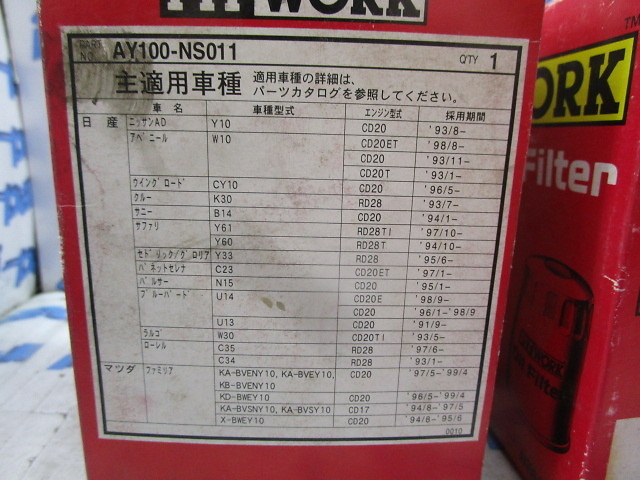 PITWORK
PART NO. AY100-NS011 QTY 1
主適用車種 適用車種の詳細は、
パーツカタログを参照してください。
車名 車種型式 エンジン型式 採用期間
日産 ニッサンAD Y10 CD20 '93/8-
アベニール W10 CD20ET '98/8-
CD20 '93/11-
CD20T '93/1-
ウイングロード CY10 CD20 '96/5-
クルー K30 RD28 '93/7-
サニー B14 CD20 '94/1-
サファリ Y61 RD28TI '97/10-
Y60 RD28T '94/10-
セドリック/グロリア Y33 RD28 '95/6-
バネットセレナ C23 CD20ET '97/1-
パルサー N15 CD20 '95/1-
ブルーバード U14 CD20E '98/9-
CD20 '96/1-'98/9
U13 CD20 '91/9-
ラルゴ W30 CD20TI '93/5-
ローレル C35 RD28 '97/6-
C34 RD28 '93/1-
マツダ ファミリア KA-BVENY10, KA-BVEY10, CD20 '97/5-'99/4
KB-BVENY10
KD-BWEY10 CD20 '96/5-'99/4
KA-BVSNY10, KA-BVSY10 CD17 '94/8-'97/5
X-BWEY10 CD20 '94/8-'95/6
0010
WORK
Filter
PITWORK
Filter